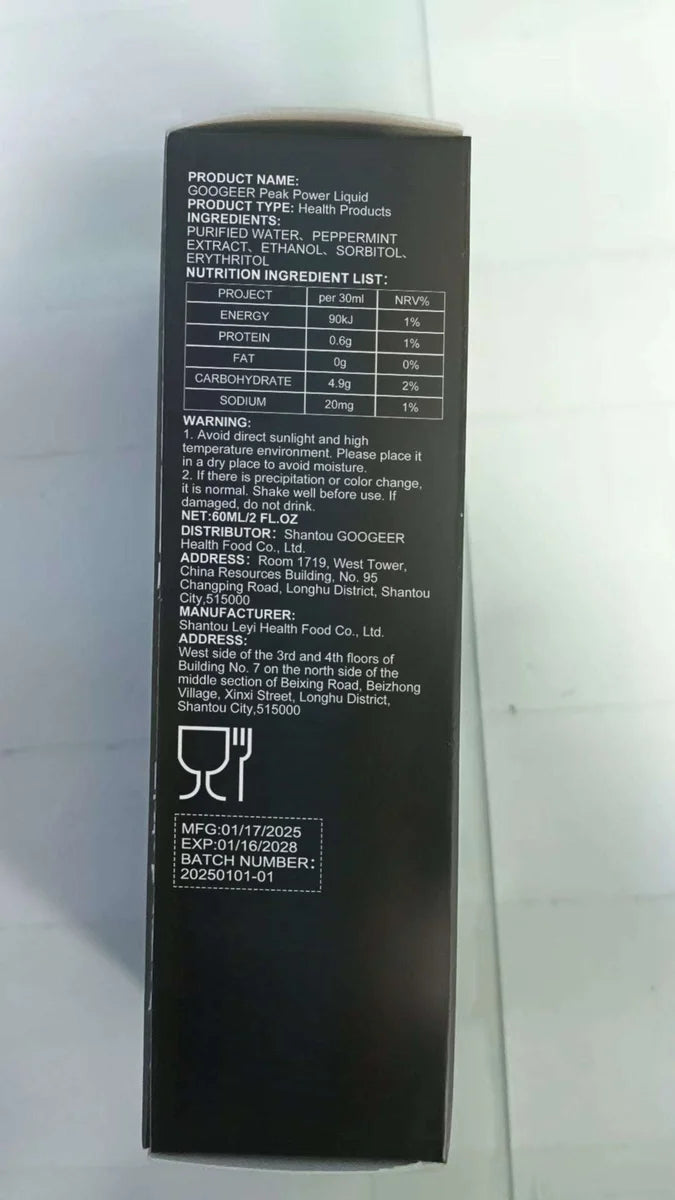 PRODUCT NAME:
GOOGEER Peak Power Liquid
PRODUCT TYPE: Health Products
INGREDIENTS:
PURIFIED WATER、PEPPERMINT
EXTRACT、ETHANOL、SORBITOL、
ERYTHRITOL
NUTRITION INGREDIENT LIST：
PROJECT per 30ml NRV%
ENERGY 90kJ 1%
PROTEIN 0.6g 1%
FAT 0g 0%
CARBOHYDRATE 4.9g 2%
SODIUM 20mg 1%
WARNING:
1. Avoid direct sunlight and high
temperature environment. Please place it
in a dry place to avoid moisture.
2. If there is precipitation or color change,
it is normal. Shake well before use. If
damaged, do not drink.
NET:60ML/2 FL.OZ
DISTRIBUTOR：Shantou GOOGEER
Health Food Co., Ltd.
ADDRESS：Room 1719, West Tower,
China Resources Building, No. 95
Changping Road, Longhu District, Shantou
City,515000
MANUFACTURER:
Shantou Leyi Health Food Co., Ltd.
ADDRESS:
West side of the 3rd and 4th floors of
Building No. 7 on the north side of the
middle section of Beixing Road, Beizhong
Village, Xinxi Street, Longhu District,
Shantou City,515000
MFG:01/17/2025
EXP:01/16/2028
BATCH NUMBER：
20250101-01